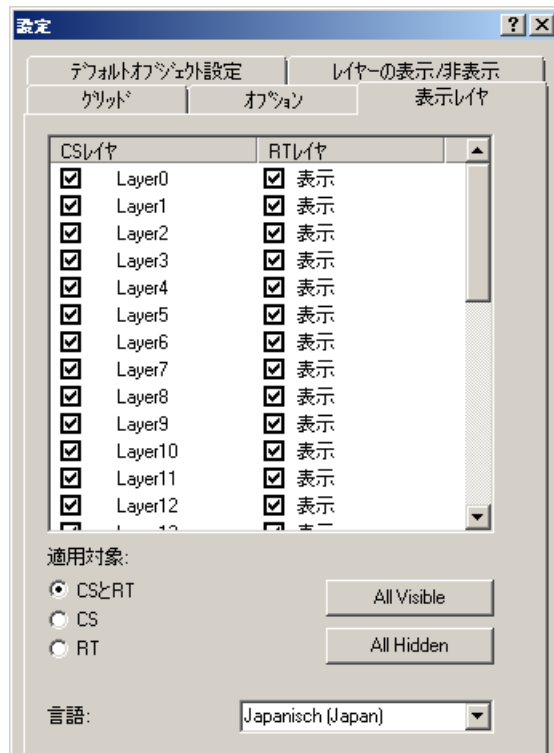 設定
ﾃﾞﾌｫﾙﾄｵﾌﾞｼﾞｪｸﾄ設定 ﾚｲﾔｰの表示/非表示
ｸﾞﾘｯﾄﾞ ｵﾌﾟｼｮﾝ 表示ﾚｲﾔ
CSﾚｲﾔ RTﾚｲﾔ
Layer0 表示
Layer1 表示
Layer2 表示
Layer3 表示
Layer4 表示
Layer5 表示
Layer6 表示
Layer7 表示
Layer8 表示
Layer9 表示
Layer10 表示
Layer11 表示
Layer12 表示
適用対象:
CSとRT
All Visible
CS
RT
All Hidden
言語: Japanisch (Japan)